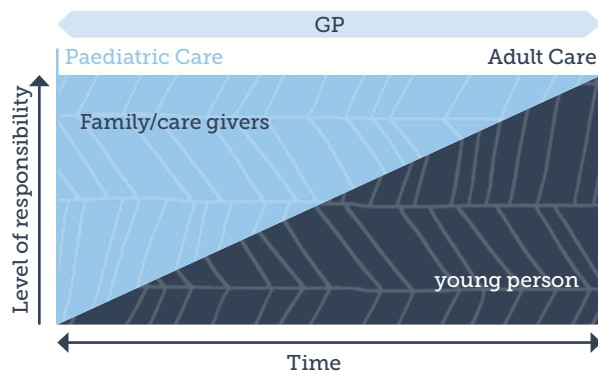 GP
Paediatric Care
Adult Care
Family/care givers
Level of responsibility
young person
Time